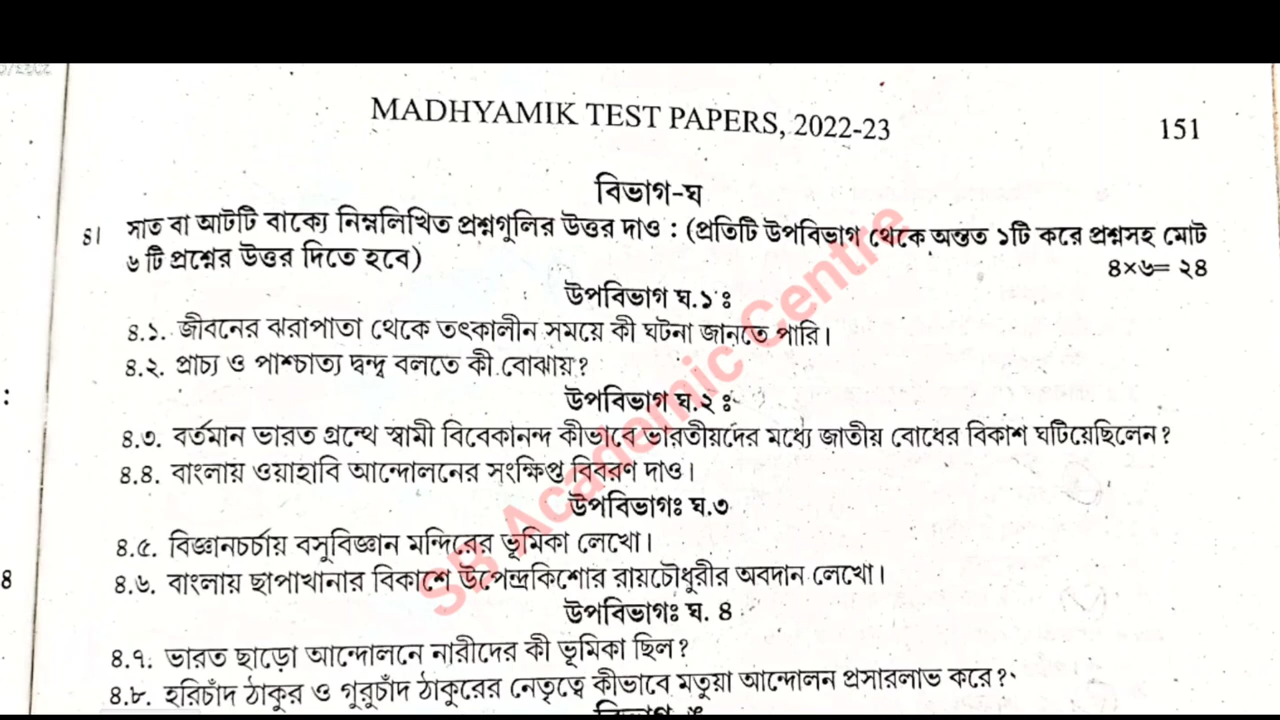 MADHYAMIK TEST PAPERS, 2022-23
151
বিভাগ-ঘ
৪। সাত বা আটটি বাক্যে নিম্নলিখিত প্রশ্নগুলির উত্তর দাও : (প্রতিটি উপবিভাগ থেকে অন্তত ১টি করে প্রশ্নসহ মোট
৬ টি প্রশ্নের উত্তর দিতে হবে) ৪×৬= ২৪
উপবিভাগ ঘ.১ ঃ
৪.১. জীবনের ঝরাপাতা থেকে তৎকালীন সময়ে কী ঘটনা জানতে পারি।
৪.২. প্রাচ্য ও পাশ্চাত্য দ্বন্দ্ব বলতে কী বোঝায়?
উপবিভাগ ঘ.২ ঃ
:
৪.৩. বর্তমান ভারত গ্রন্থে স্বামী বিবেকানন্দ কীভাবে ভারতীয়দের মধ্যে জাতীয় বোধের বিকাশ ঘটিয়েছিলেন?
৪.৪. বাংলায় ওয়াহাবি আন্দোলনের সংক্ষিপ্ত বিবরণ দাও।
উপবিভাগঃ ঘ.৩
৪.৫. বিজ্ঞানচর্চায় বসুবিজ্ঞান মন্দিরের ভূমিকা লেখো।
8
৪.৬. বাংলায় ছাপাখানার বিকাশে উপেন্দ্রকিশোর রায়চৌধুরীর অবদান লেখো।
উপবিভাগঃ ঘ. ৪
৪.৭. ভারত ছাড়ো আন্দোলনে নারীদের কী ভূমিকা ছিল?
৪.৮. হরিচাঁদ ঠাকুর ও গুরুচাঁদ ঠাকুরের নেতৃত্বে কীভাবে মতুয়া আন্দোলন প্রসারলাভ করে?
SB Academic Centre